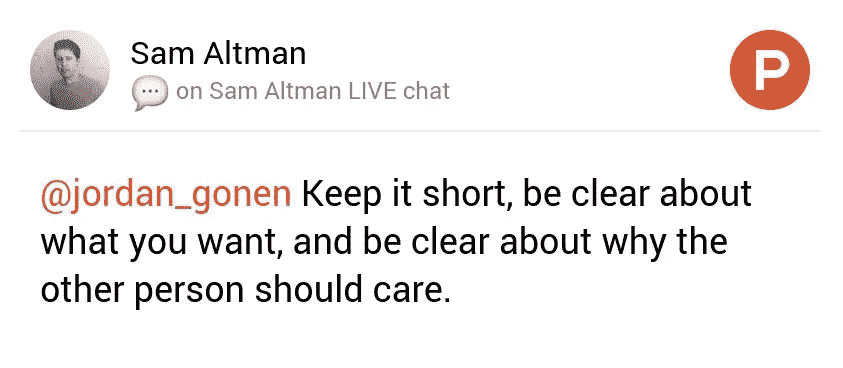 Sam Altman
on Sam Altman LIVE chat
P
@jordan_gonen Keep it short, be clear about
what you want, and be clear about why the
other person should care.